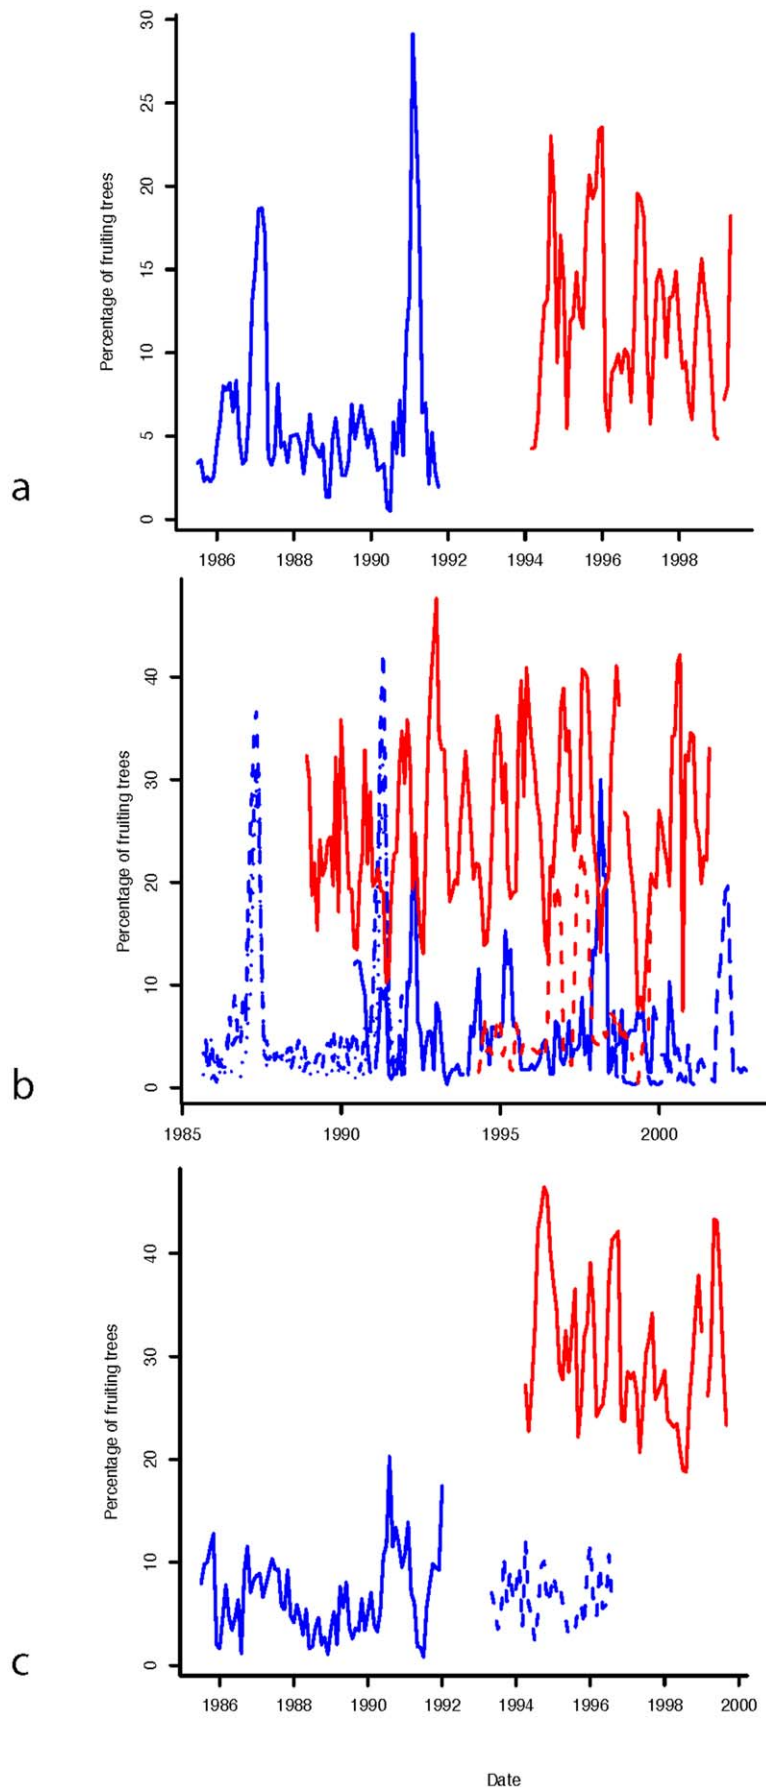 30
25
20
15
10
5
0
Percentage of fruiting trees
a
1986 1988 1990 1992 1994 1996 1998
40
30
20
10
0
Percentage of fruiting trees
b
1985 1990 1995 2000
40
30
20
10
0
Percentage of fruiting trees
c
1986 1988 1990 1992 1994 1996 1998 2000
Date